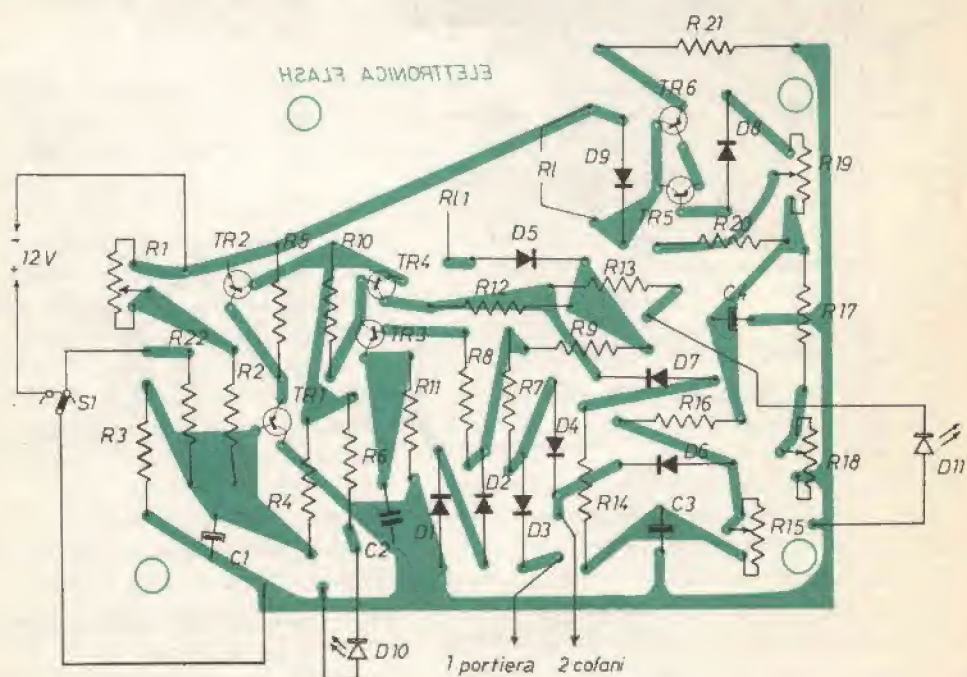 R21
ELETTRONICA FLASH
TR6
D8
D9
Rl
R19
Rl1
TR5
R20
12V
R1
TR2
R5
R10
TR4
D5
R13
R12
C4
R17
TR3
R9
R22
R2
R8
R7
D7
S1
R11
TR1
R16
R3
R6
D4
D6
D11
R18
R4
D1
D2
D3
R14
C3
R15
C1
C2
D10
1 portiera 2 cofani